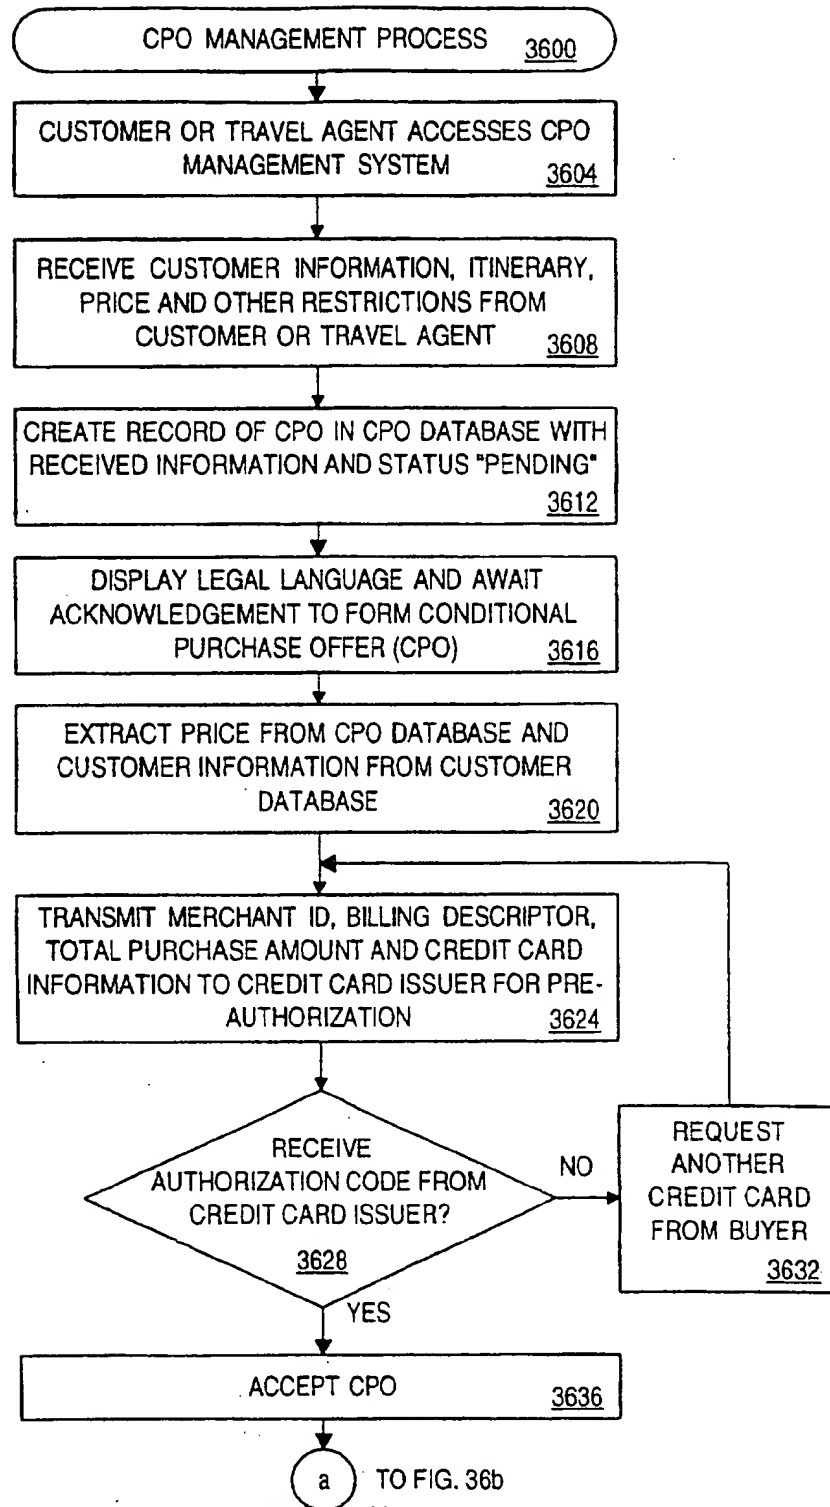 CPO MANAGEMENT PROCESS 3600
CUSTOMER OR TRAVEL AGENT ACCESSES CPO
MANAGEMENT SYSTEM
3604
RECEIVE CUSTOMER INFORMATION, ITINERARY,
PRICE AND OTHER RESTRICTIONS FROM
CUSTOMER OR TRAVEL AGENT
3608
CREATE RECORD OF CPO IN CPO DATABASE WITH
RECEIVED INFORMATION AND STATUS "PENDING"
3612
DISPLAY LEGAL LANGUAGE AND AWAIT
ACKNOWLEDGEMENT TO FORM CONDITIONAL
PURCHASE OFFER (CPO) 3616
EXTRACT PRICE FROM CPO DATABASE AND
CUSTOMER INFORMATION FROM CUSTOMER
DATABASE 3620
TRANSMIT MERCHANT ID, BILLING DESCRIPTOR,
TOTAL PURCHASE AMOUNT AND CREDIT CARD
INFORMATION TO CREDIT CARD ISSUER FOR PRE-
AUTHORIZATION 3624
RECEIVE
AUTHORIZATION CODE FROM
CREDIT CARD ISSUER?
3628
NO
REQUEST
ANOTHER
CREDIT CARD
FROM BUYER
3632
YES
ACCEPT CPO 3636
a TO FIG. 36b